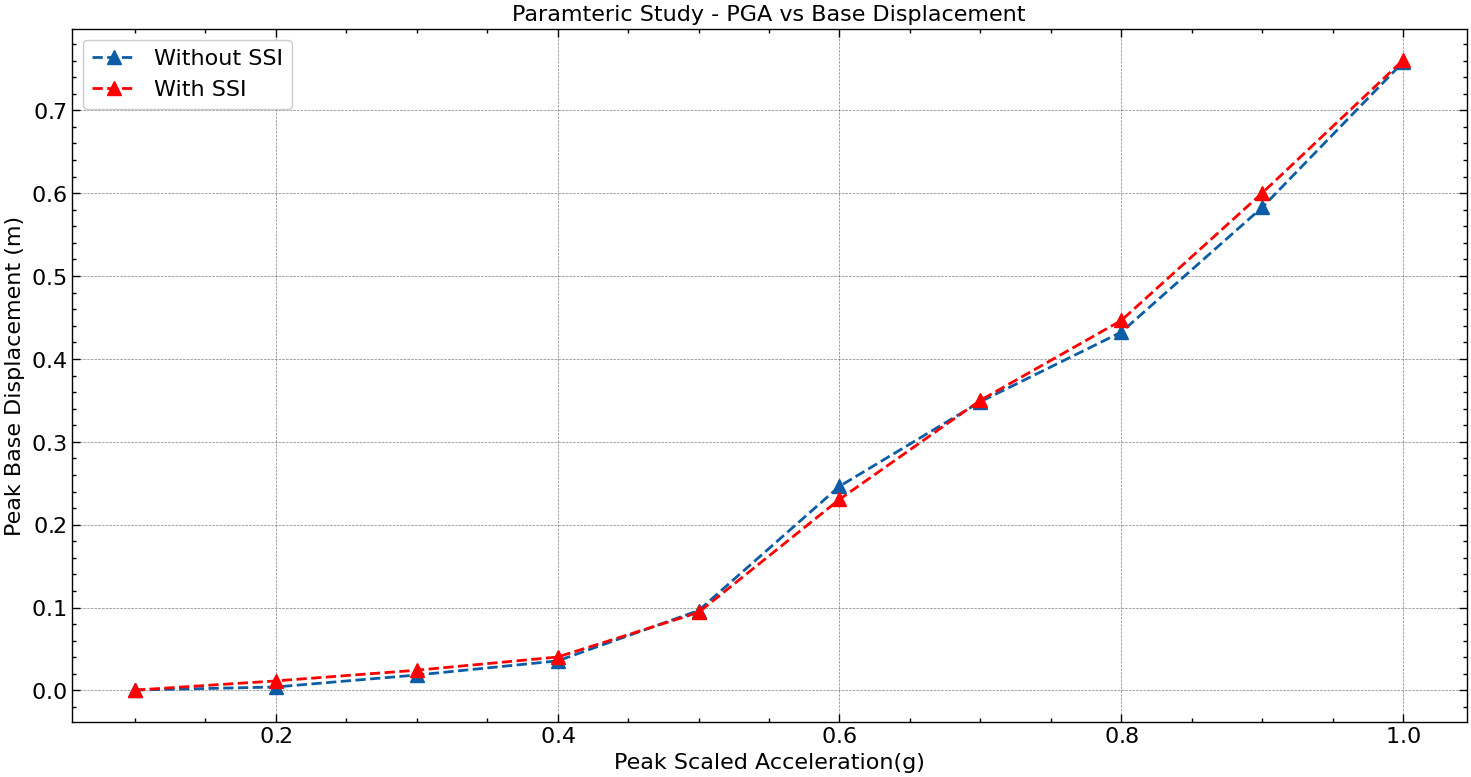 Paramteric Study - PGA vs Base Displacement
Without SSI
With SSI
Peak Base Displacement (m)
0.7
0.6
0.5
0.4
0.3
0.2
0.1
0.0
0.2 0.4 0.6 0.8 1.0
Peak Scaled Acceleration(g)